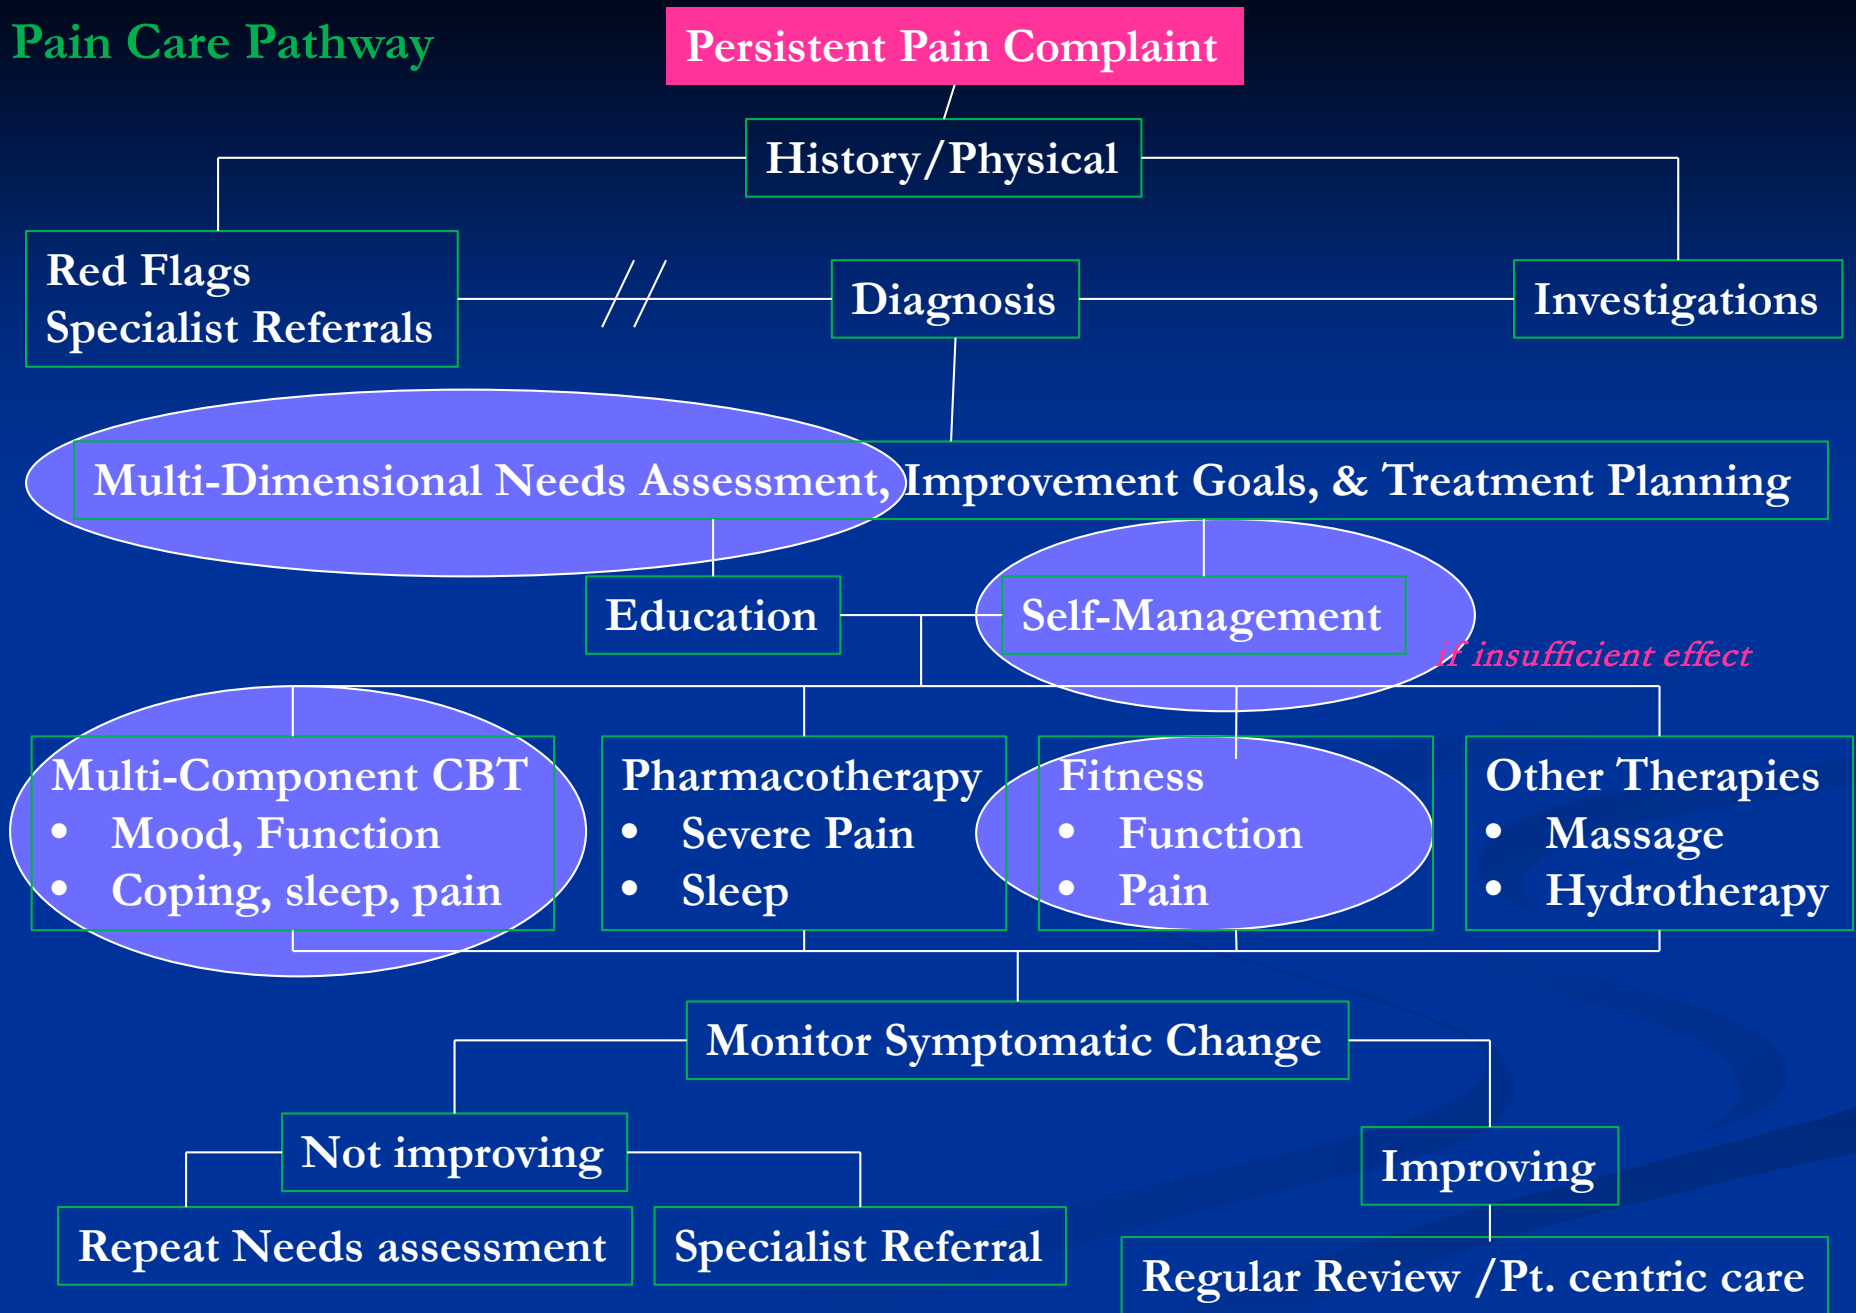 Pain Care Pathway
Persistent Pain Complaint
History/Physical
Red Flags
Specialist Referrals
Diagnosis
Investigations
Multi-Dimensional Needs Assessment, Improvement Goals, & Treatment Planning
Education
Self-Management
if insufficient effect
Multi-Component CBT
• Mood, Function
• Coping, sleep, pain
Pharmacotherapy
• Severe Pain
• Sleep
Fitness
• Function
• Pain
Other Therapies
• Massage
• Hydrotherapy
Monitor Symptomatic Change
Not improving
Improving
Repeat Needs assessment
Specialist Referral
Regular Review /Pt. centric care